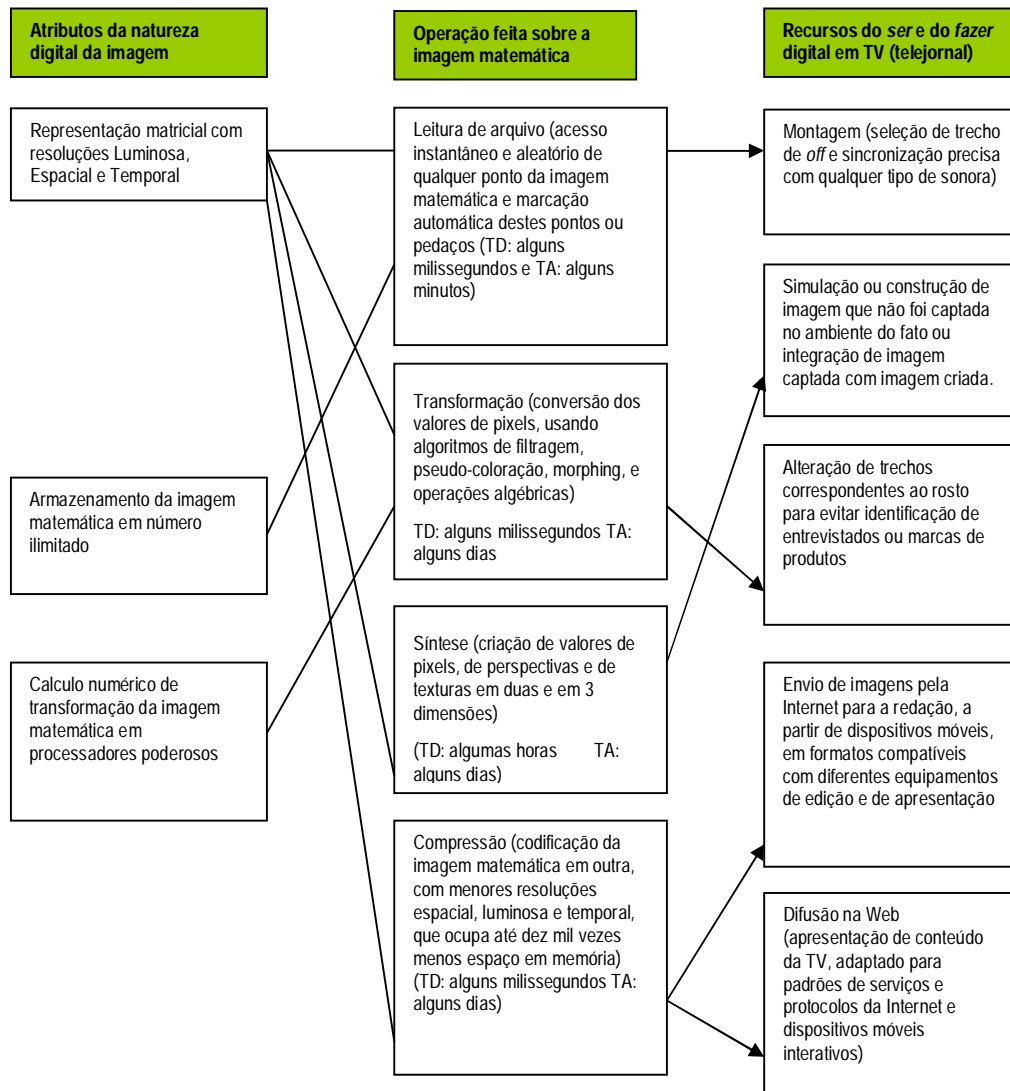 Atributos da natureza
digital da imagem
Representação matricial com
resoluções Luminosa,
Espacial e Temporal
Armazenamento da imagem
matemática em número
ilimitado
Calculo numérico de
transformação da imagem
matemática em
processadores poderosos
Operação feita sobre a
imagem matemática
Leitura de arquivo (acesso
instantâneo e aleatório de
qualquer ponto da imagem
matemática e marcação
automática destes pontos ou
pedaços (TD: alguns
milissegundos e TA: alguns
minutos)
Transformação (conversão dos
valores de pixels, usando
algoritmos de filtragem,
pseudo-coloração, morphing, e
operações algébricas)
TD: alguns milissegundos TA:
alguns dias
Síntese (criação de valores de
pixels, de perspectivas e de
texturas em duas e em 3
dimensões)
(TD: algumas horas TA:
alguns dias)
Compressão (codificação da
imagem matemática em outra,
com menores resoluções
espacial, luminosa e temporal,
que ocupa até dez mil vezes
menos espaço em memória)
(TD: alguns milissegundos TA:
alguns dias)
Recursos do ser e do fazer
digital em TV (telejornal)
Montagem (seleção de trecho
de off e sincronização precisa
com qualquer tipo de sonora)
Simulação ou construção de
imagem que não foi captada
no ambiente do fato ou
integração de imagem
captada com imagem criada.
Alteração de trechos
correspondentes ao rosto
para evitar identificação de
entrevistados ou marcas de
produtos
Envio de imagens pela
Internet para a redação, a
partir de dispositivos móveis,
em formatos compatíveis
com diferentes equipamentos
de edição e de apresentação
Difusão na Web
(apresentação de conteúdo
da TV, adaptado para
padrões de serviços e
protocolos da Internet e
dispositivos móveis
interativos)